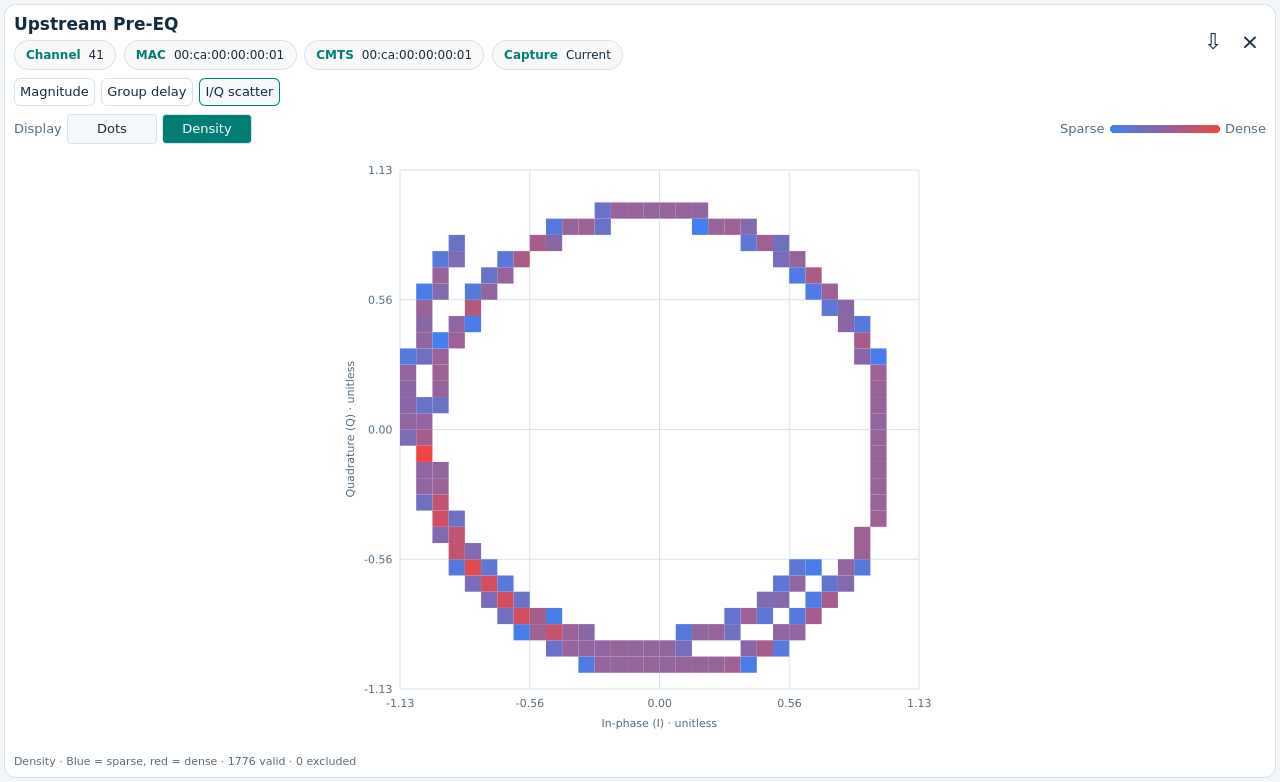 Upstream Pre-EQ
Channel 41 MAC 00:ca:00:00:00:01 CMTS 00:ca:00:00:00:01 Capture Current
⇩ ✕
Magnitude Group delay I/Q scatter
Display Dots Density Sparse Dense
1.13
0.56
0.00
-0.56
-1.13
Quadrature (Q) · unitless
-1.13 -0.56 0.00 0.56 1.13
In-phase (I) · unitless
Density · Blue = sparse, red = dense · 1776 valid · 0 excluded